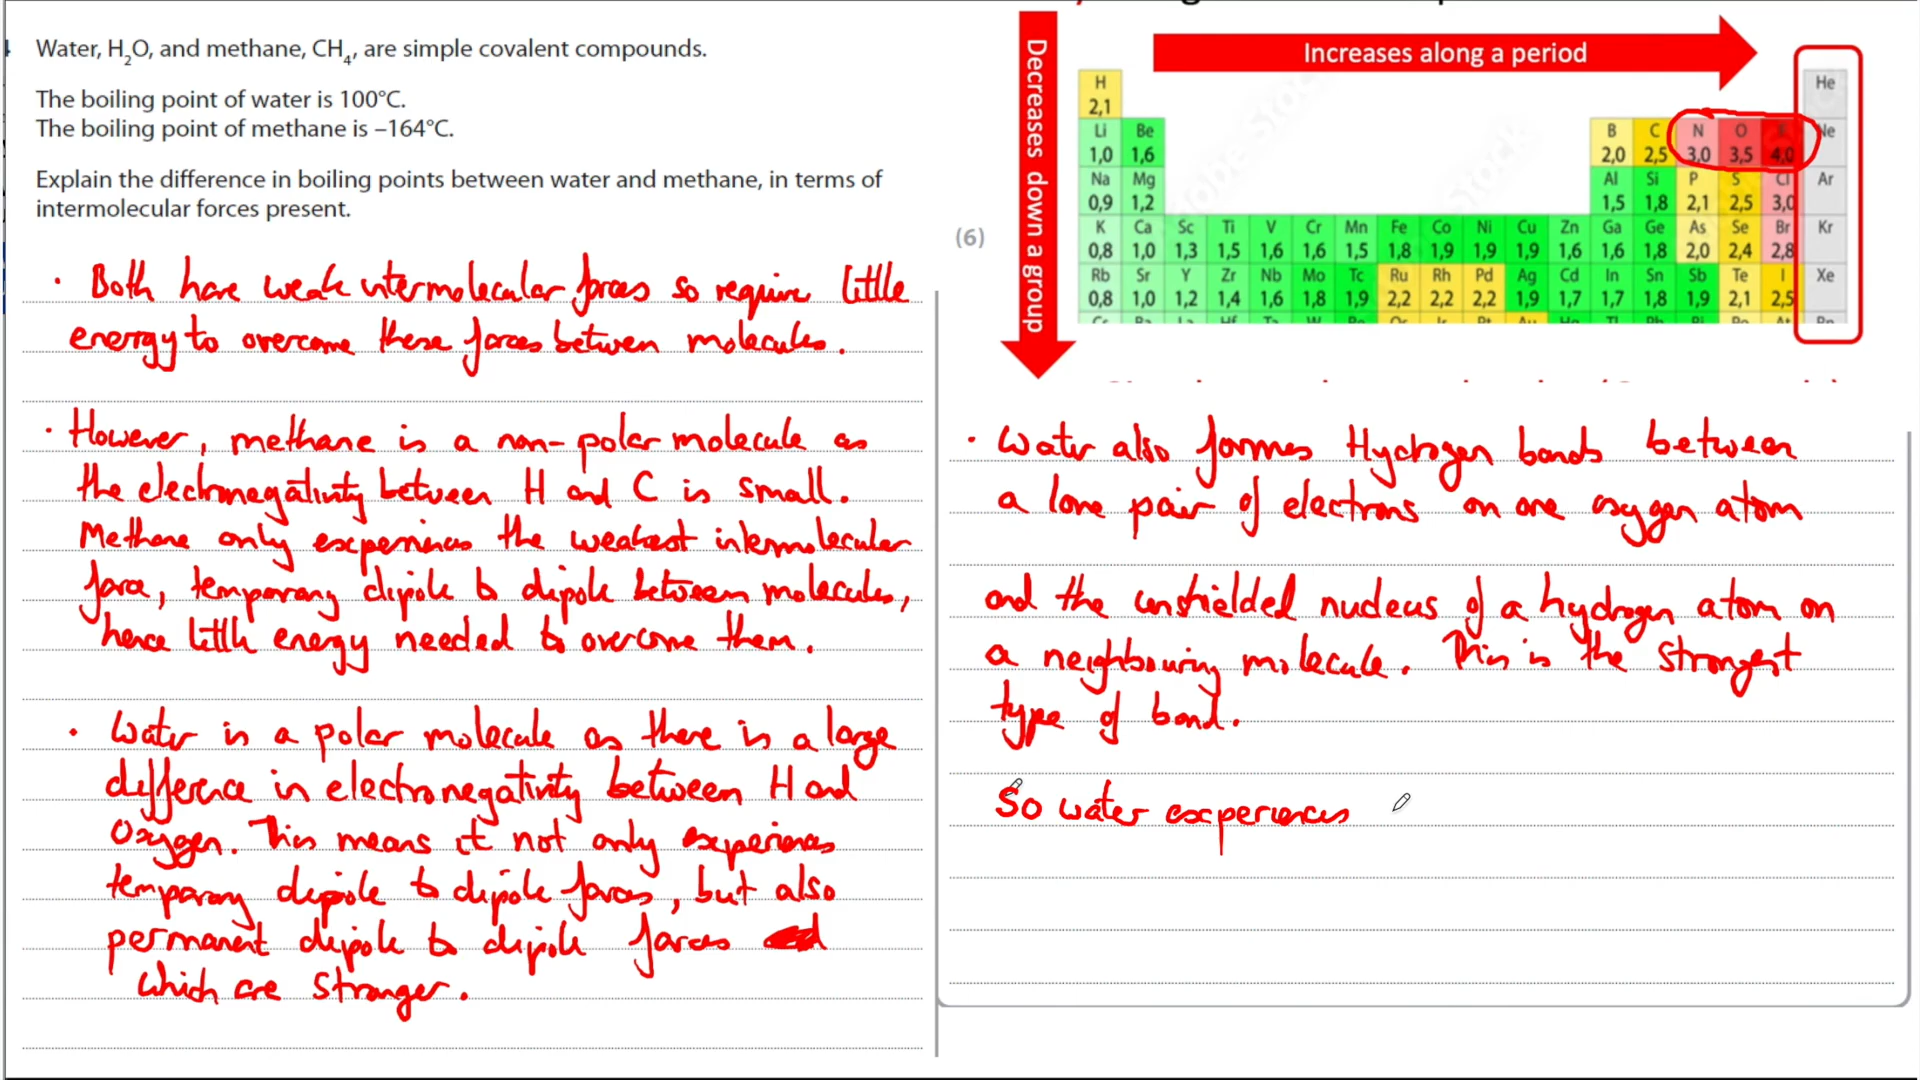 Water, H₂O, and methane, CH₄, are simple covalent compounds.
The boiling point of water is 100°C.
The boiling point of methane is –164°C.
Explain the difference in boiling points between water and methane, in terms of
intermolecular forces present.
(6)
· Both have weak intermolecular forces so require little
energy to overcome these forces between molecules.
· However, methane is a non-polar molecule as
the electronegativity between H and C is small.
Methane only experiences the weakest intermolecular
force, temporary dipole to dipole between molecules,
hence little energy needed to overcome them.
· Water is a polar molecule as there is a large
difference in electronegativity between H and
Oxygen. This means it not only experiences
temporary dipole to dipole forces, but also
permanent dipole to dipole forces
which are stronger.
Increases along a period
Decreases down a group
H He
2,1
Li Be B C N O Ne
1,0 1,6 2,0 2,5 3,0 3,5 4,0
Na Mg Al Si P S Cl Ar
0,9 1,2 1,5 1,8 2,1 2,5 3,0
K Ca Sc Ti V Cr Mn Fe Co Ni Cu Zn Ga Ge As Se Br Kr
0,8 1,0 1,3 1,5 1,6 1,6 1,5 1,8 1,9 1,9 1,9 1,6 1,6 1,8 2,0 2,4 2,8
Rb Sr Y Zr Nb Mo Tc Ru Rh Pd Ag Cd In Sn Sb Te I Xe
0,8 1,0 1,2 1,4 1,6 1,8 1,9 2,2 2,2 2,2 1,9 1,7 1,7 1,8 1,9 2,1 2,5
· Water also formes Hydrogen bonds between
a lone pair of electrons on one oxygen atom
and the unshielded nucleus of a hydrogen atom on
a neighbouring molecule. This is the strongest
type of bond.
So water experiences